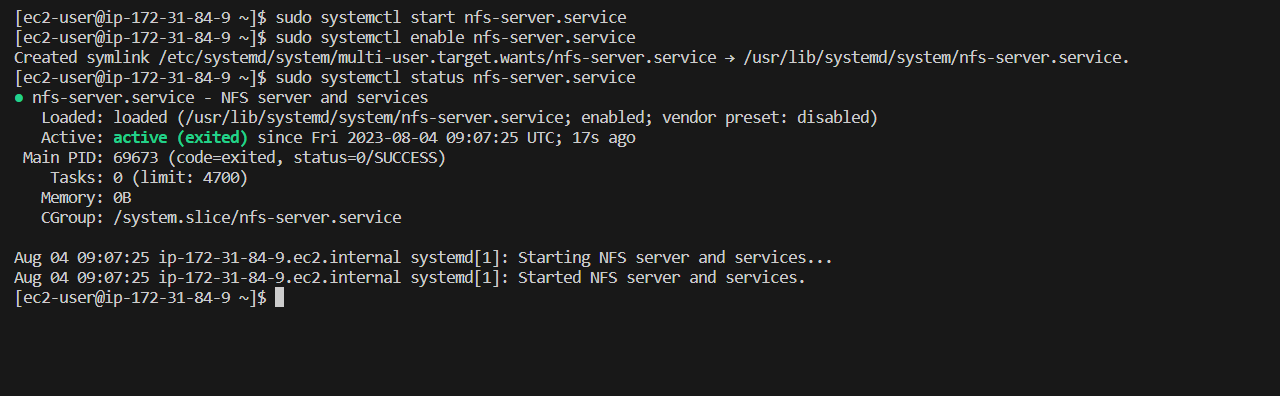 [ec2-user@ip-172-31-84-9 ~]$ sudo systemctl start nfs-server.service
[ec2-user@ip-172-31-84-9 ~]$ sudo systemctl enable nfs-server.service
Created symlink /etc/systemd/system/multi-user.target.wants/nfs-server.service → /usr/lib/systemd/system/nfs-server.service.
[ec2-user@ip-172-31-84-9 ~]$ sudo systemctl status nfs-server.service
● nfs-server.service - NFS server and services
   Loaded: loaded (/usr/lib/systemd/system/nfs-server.service; enabled; vendor preset: disabled)
   Active: active (exited) since Fri 2023-08-04 09:07:25 UTC; 17s ago
 Main PID: 69673 (code=exited, status=0/SUCCESS)
    Tasks: 0 (limit: 4700)
   Memory: 0B
   CGroup: /system.slice/nfs-server.service

Aug 04 09:07:25 ip-172-31-84-9.ec2.internal systemd[1]: Starting NFS server and services...
Aug 04 09:07:25 ip-172-31-84-9.ec2.internal systemd[1]: Started NFS server and services.
[ec2-user@ip-172-31-84-9 ~]$